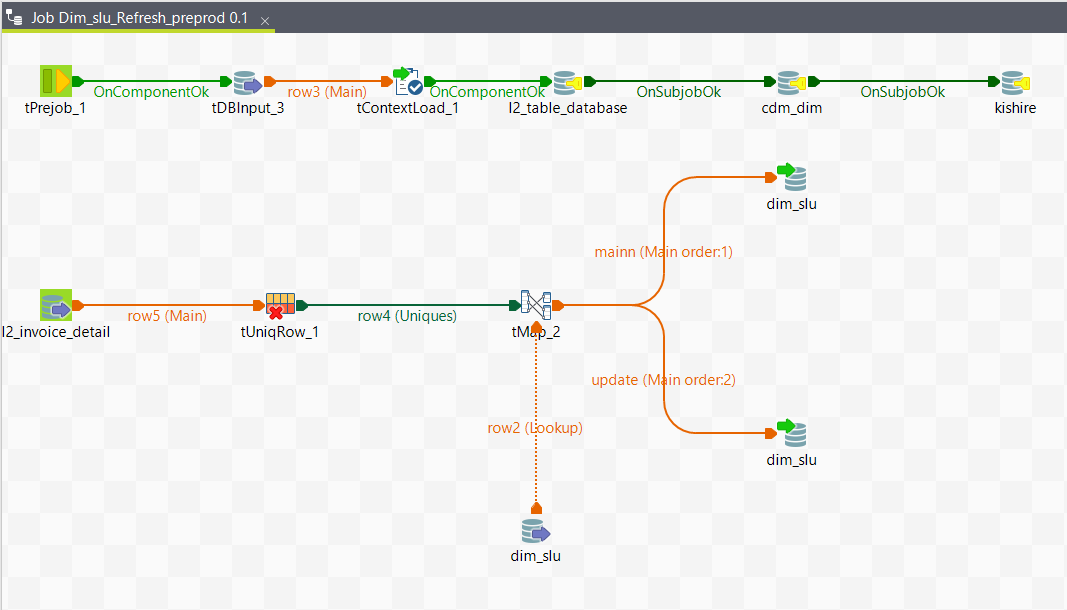 Job Dim_slu_Refresh_preprod 0.1
OnComponentOk
row3 (Main)
OnComponentOk
OnSubjobOk
OnSubjobOk
tPrejob_1
tDBInput_3
tContextLoad_1
l2_table_database
cdm_dim
kishire
dim_slu
mainn (Main order:1)
row5 (Main)
row4 (Uniques)
l2_invoice_detail
tUniqRow_1
tMap_2
update (Main order:2)
row2 (Lookup)
dim_slu
dim_slu